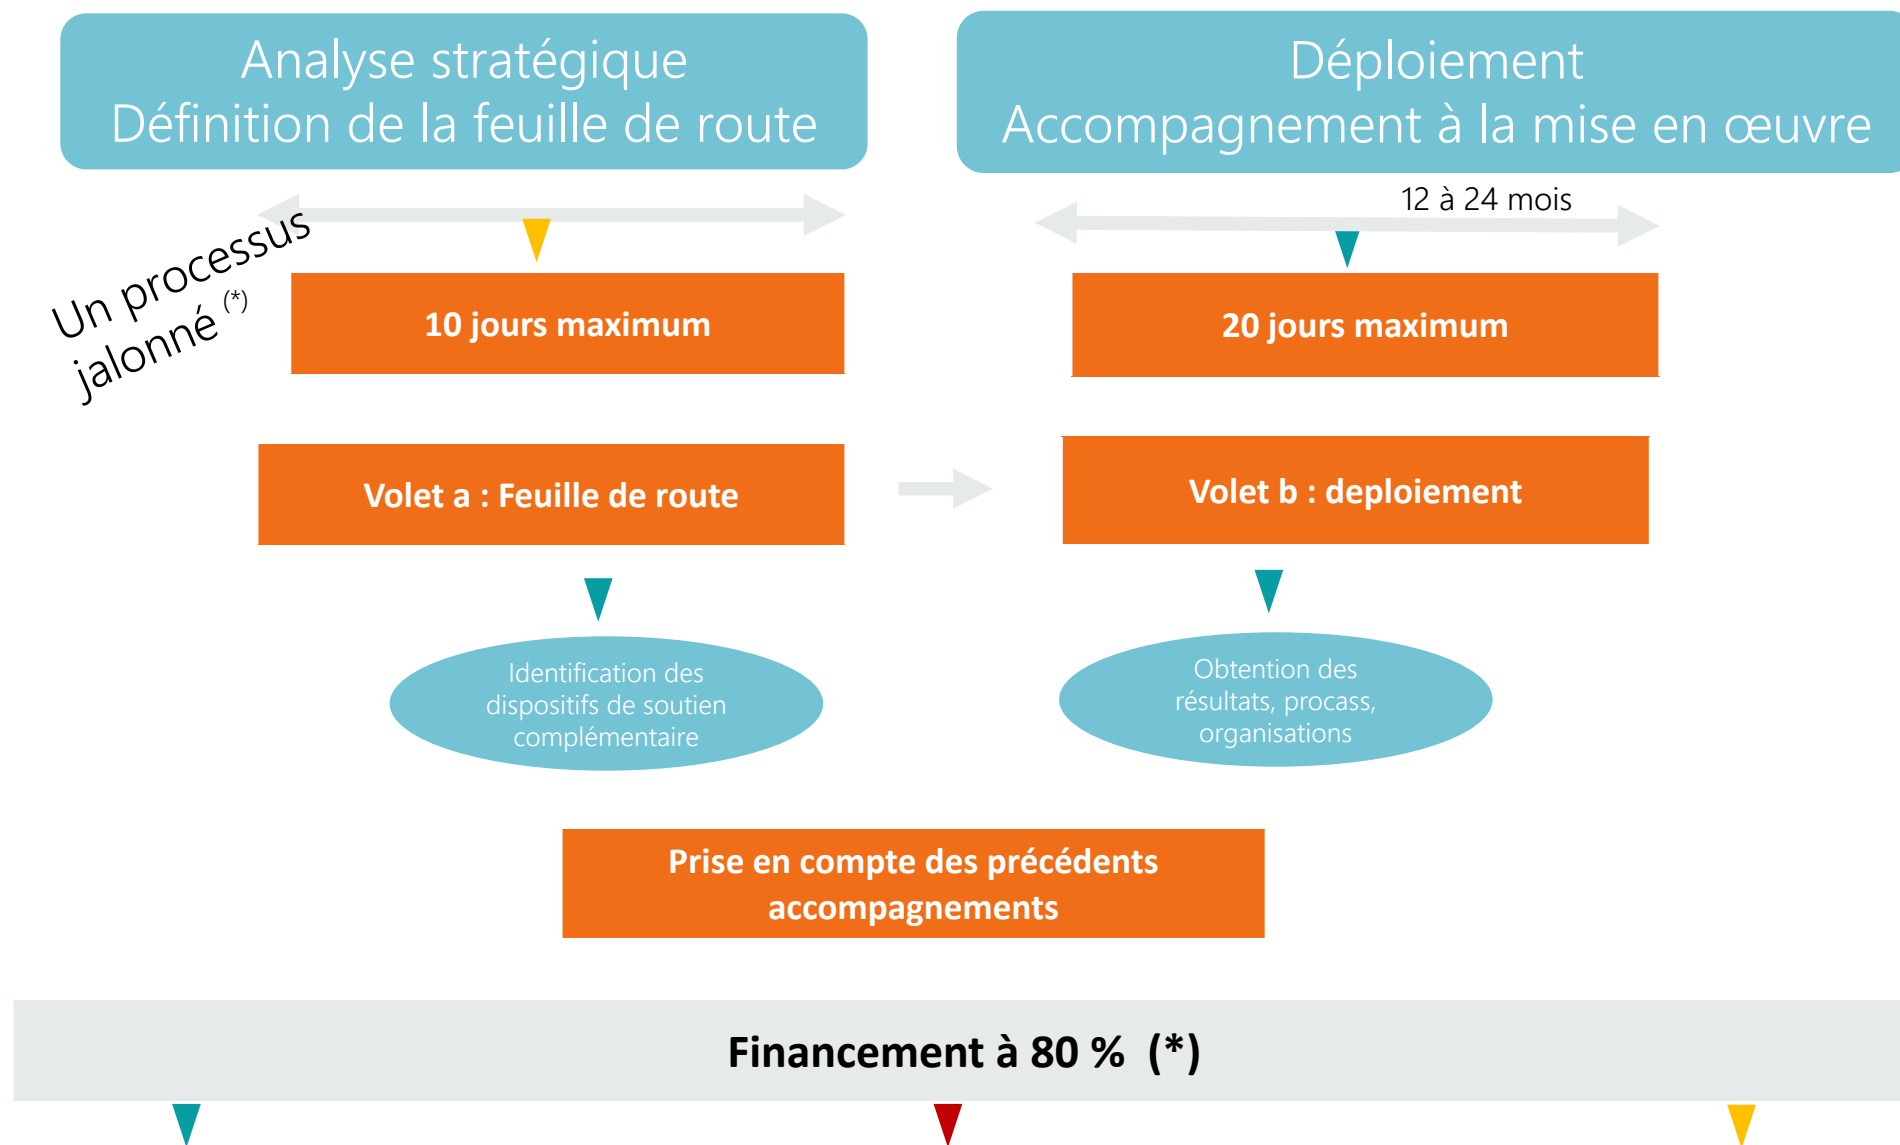 Analyse stratégique
Définition de la feuille de route
Déploiement
Accompagnement à la mise en œuvre
12 à 24 mois
Un processus
jalonné (*)
10 jours maximum
20 jours maximum
Volet a : Feuille de route
Volet b : deploiement
Identification des
dispositifs de soutien
complémentaire
Obtention des
résultats, procass,
organisations
Prise en compte des précédents
accompagnements
Financement à 80 % (*)